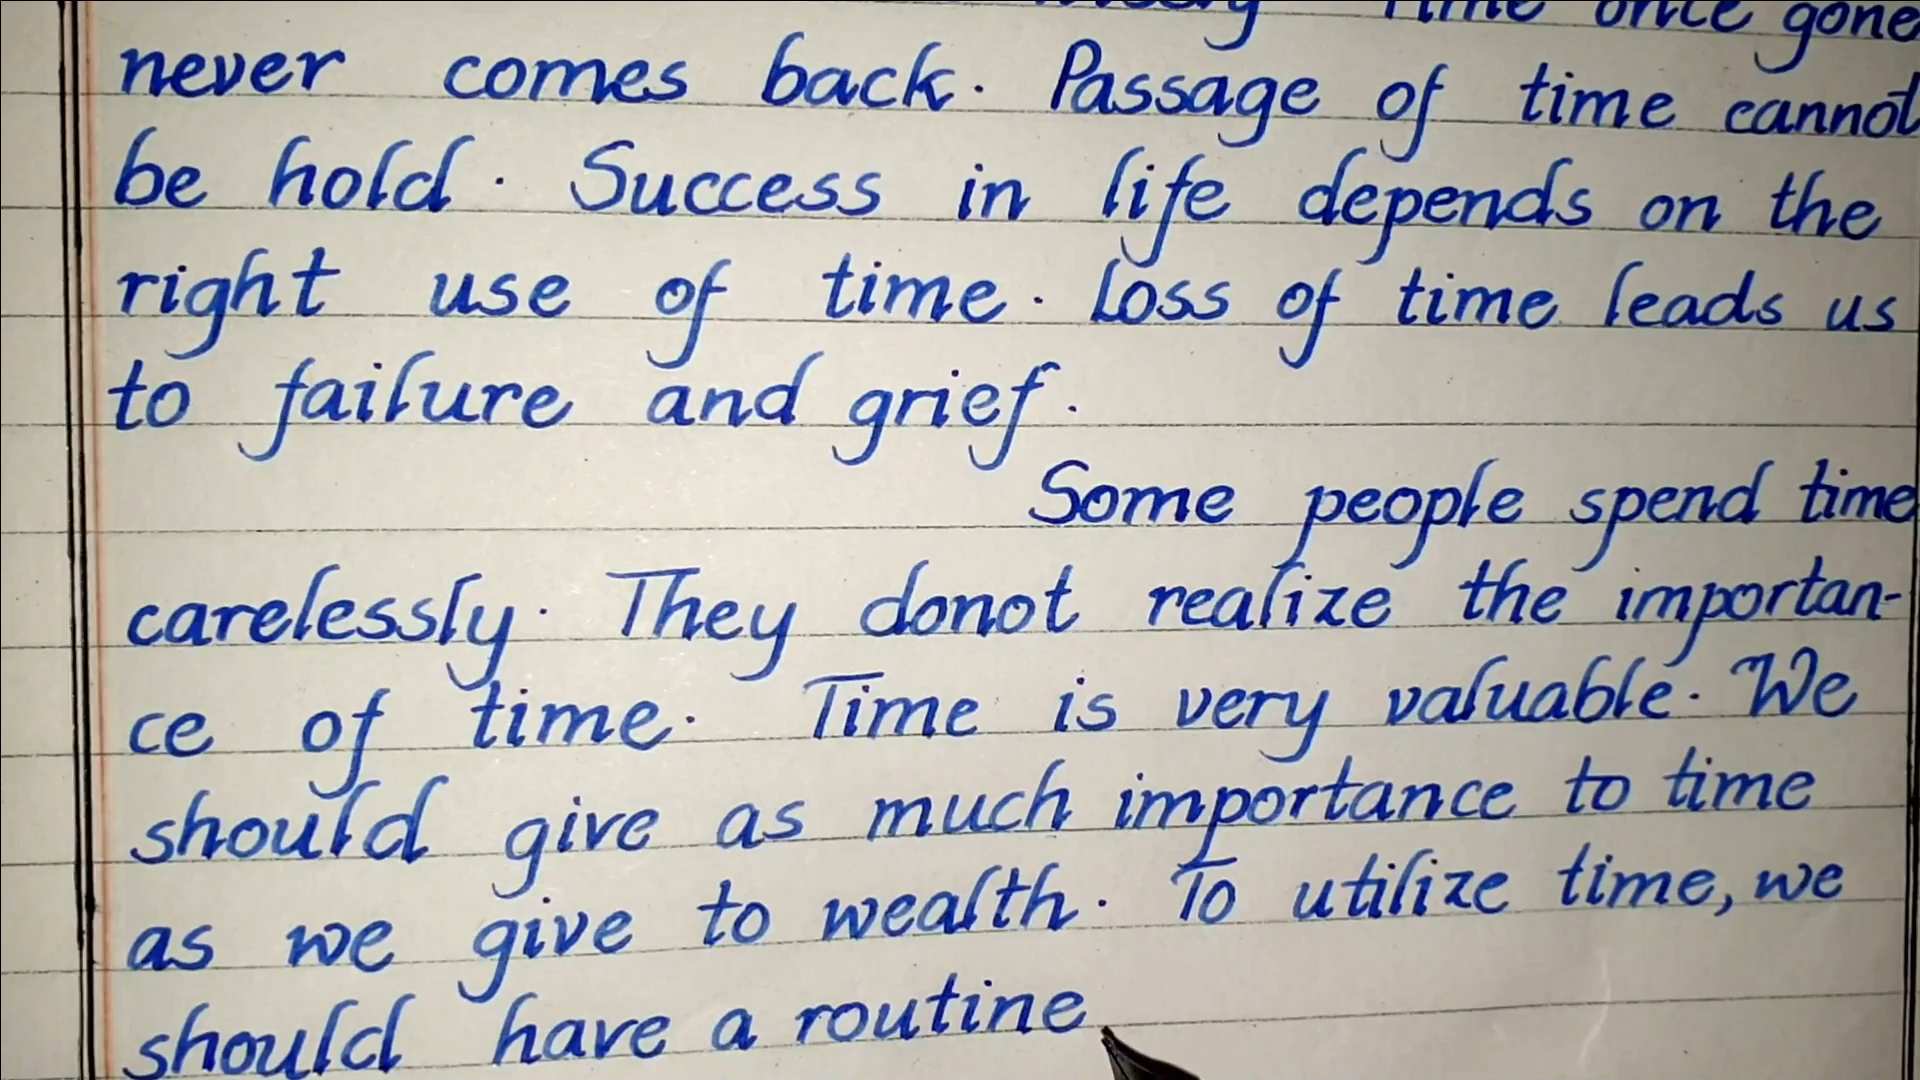 Time once gone
never comes back. Passage of time cannot
be hold. Success in life depends on the
right use of time. Loss of time leads us
to failure and grief.
Some people spend time
carelessly. They donot realize the importan-
ce of time. Time is very valuable. We
should give as much importance to time
as we give to wealth. To utilize time, we
should have a routine